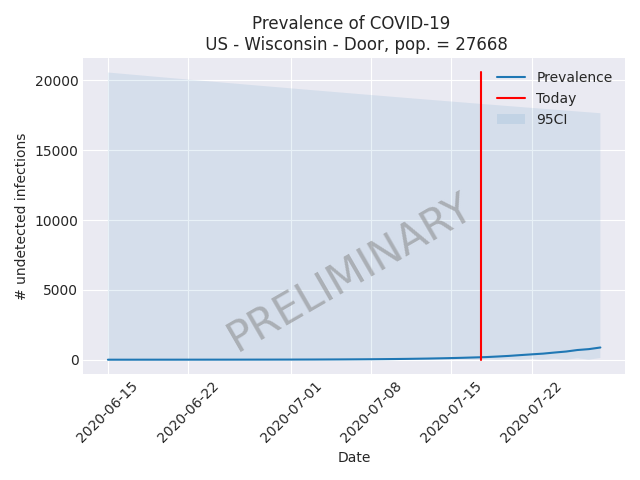 Prevalence of COVID-19
US - Wisconsin - Door, pop. = 27668
Prevalence
Today
95CI
20000
15000
10000
5000
0
# undetected infections
PRELIMINARY
2020-06-15
2020-06-22
2020-07-01
2020-07-08
2020-07-15
2020-07-22
Date